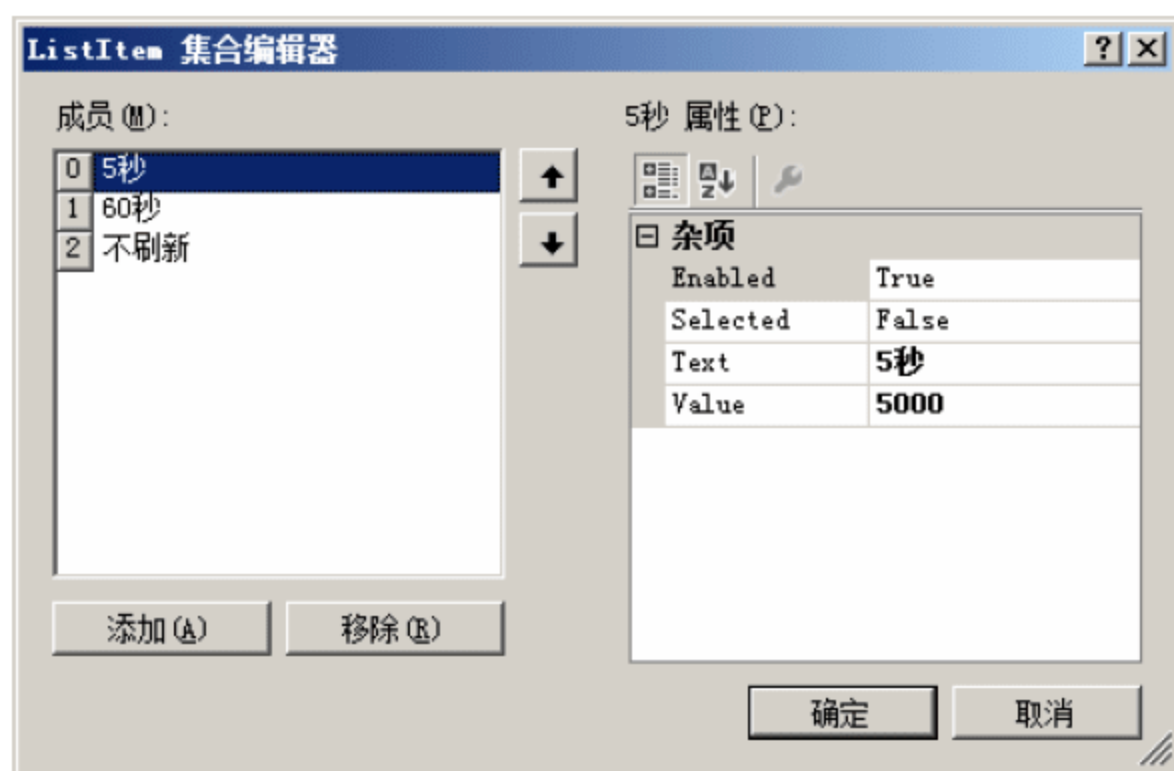 ListItem 集合编辑器
成员(M):
0 5秒
1 60秒
2 不刷新
添加(A)
移除(R)
5秒 属性(P):
杂项
Enabled True
Selected False
Text 5秒
Value 5000
确定
取消